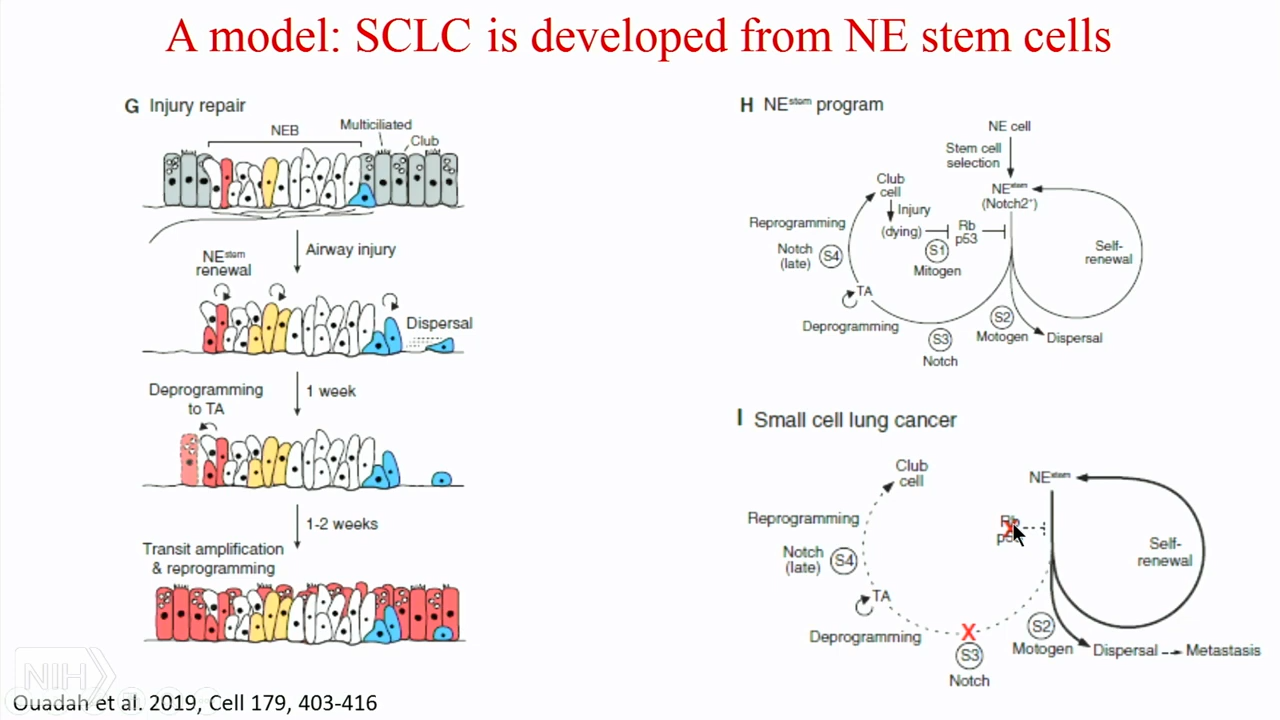 A model: SCLC is developed from NE stem cells
G Injury repair
NEB
Multiciliated
Club
Airway injury
NEstem
renewal
Dispersal
Deprogramming
to TA
1 week
1-2 weeks
Transit amplification
& reprogramming
NIH
Ouadah et al. 2019, Cell 179, 403-416
H NEstem program
NE cell
Stem cell
selection
NEstem
(Notch2+)
Club
cell
Injury
(dying)
Rb
p53
S1
Mitogen
Reprogramming
Notch
(late)
S4
TA
Deprogramming
S3
Notch
S2
Motogen
Dispersal
Self-
renewal
I Small cell lung cancer
Club
cell
NEstem
Rb
X
Reprogramming
Notch
(late)
S4
TA
Deprogramming
X
S3
Notch
S2
Motogen
Dispersal
Metastasis
Self-
renewal